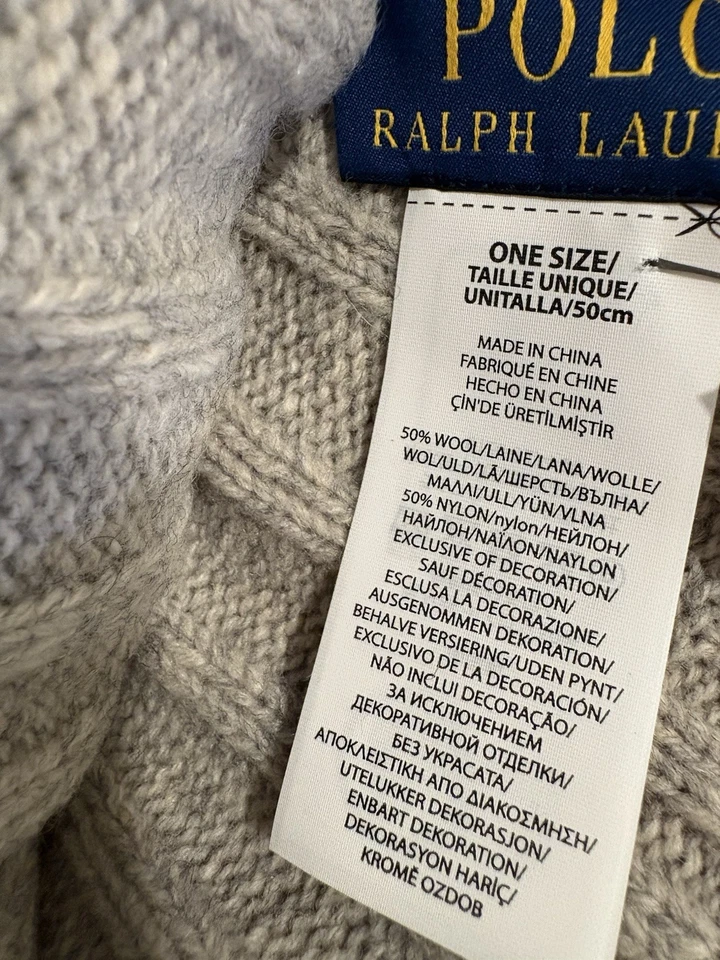 POLO
RALPH LAU
ONE SIZE/
TAILLE UNIQUE/
UNITALLA/50cm
MADE IN CHINA
FABRIQUÉ EN CHINE
HECHO EN CHINA
ÇİN'DE ÜRETİLMİŞTİR
50% WOOL/LAINE/LANA/WOLLE/
WOL/ULD/LÃ/ШЕРСТЬ/ВЪЛНА/
ΜΑΛΛΙ/ULL/YÜN/VLNA
50% NYLON/nylon/НЕЙЛОН/
НАЙЛОН/ΝΑΪΛΟΝ/NAYLON
EXCLUSIVE OF DECORATION/
SAUF DÉCORATION/
ESCLUSA LA DECORAZIONE/
AUSGENOMMEN DEKORATION/
BEHALVE VERSIERING/UDEN PYNT/
EXCLUSIVO DE LA DECORACIÓN/
NÃO INCLUI DECORAÇÃO/
ЗА ИСКЛЮЧЕНИЕМ
ДЕКОРАТИВНОЙ ОТДЕЛКИ/
БЕЗ УКРАСАТА/
ΑΠΟΚΛΕΙΣΤΙΚΗ ΑΠΟ ΔΙΑΚΟΣΜΗΣΗ/
UTELUKKER DEKORASJON/
ENBART DEKORATION/
DEKORASYON HARİÇ/
KROMĚ OZDOB